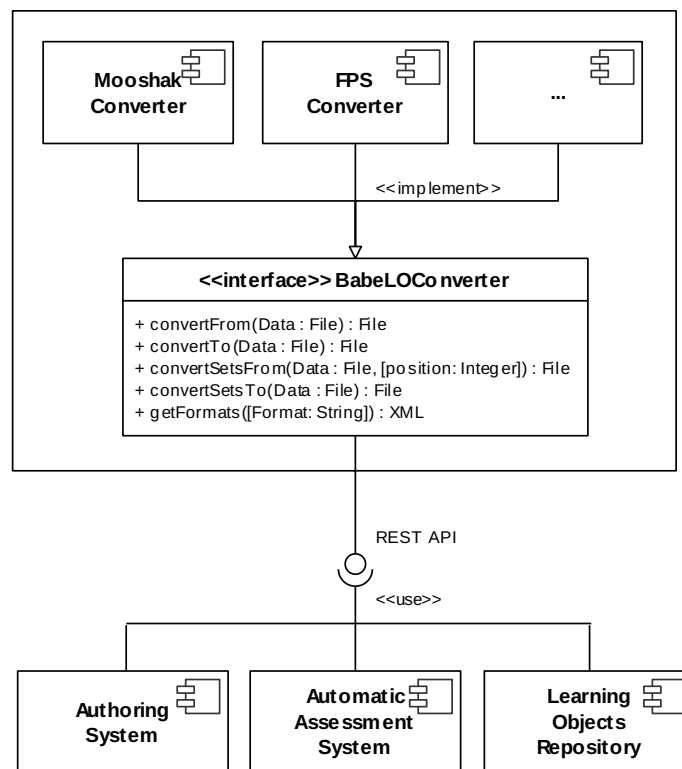 Mooshak
Converter
FPS
Converter
...
<<implement>>
<<interface>> BabeLOConverter
+ convertFrom(Data : File) : File
+ convertTo(Data : File) : File
+ convertSetsFrom(Data : File, [position: Integer]) : File
+ convertSetsTo(Data : File) : File
+ getFormats([Format: String]) : XML
REST API
<<use>>
Authoring
System
Automatic
Assessment
System
Learning
Objects
Repository